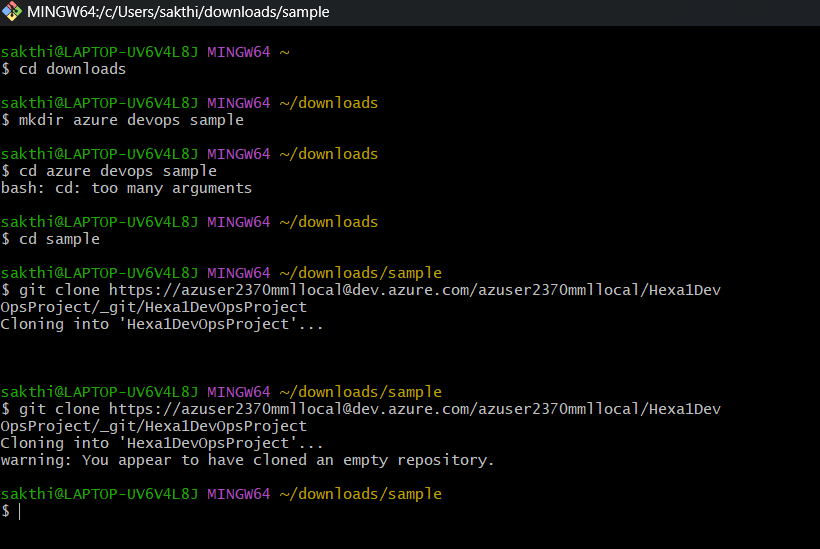 MINGW64:/c/Users/sakthi/downloads/sample
sakthi@LAPTOP-UV6V4L8J MINGW64 ~
$ cd downloads
sakthi@LAPTOP-UV6V4L8J MINGW64 ~/downloads
$ mkdir azure devops sample
sakthi@LAPTOP-UV6V4L8J MINGW64 ~/downloads
$ cd azure devops sample
bash: cd: too many arguments
sakthi@LAPTOP-UV6V4L8J MINGW64 ~/downloads
$ cd sample
sakthi@LAPTOP-UV6V4L8J MINGW64 ~/downloads/sample
$ git clone https://azuser2370mmllocal@dev.azure.com/azuser2370mmllocal/Hexa1Dev
OpsProject/_git/Hexa1DevOpsProject
Cloning into 'Hexa1DevOpsProject'...
sakthi@LAPTOP-UV6V4L8J MINGW64 ~/downloads/sample
$ git clone https://azuser2370mmllocal@dev.azure.com/azuser2370mmllocal/Hexa1Dev
OpsProject/_git/Hexa1DevOpsProject
Cloning into 'Hexa1DevOpsProject'...
warning: You appear to have cloned an empty repository.
sakthi@LAPTOP-UV6V4L8J MINGW64 ~/downloads/sample
$